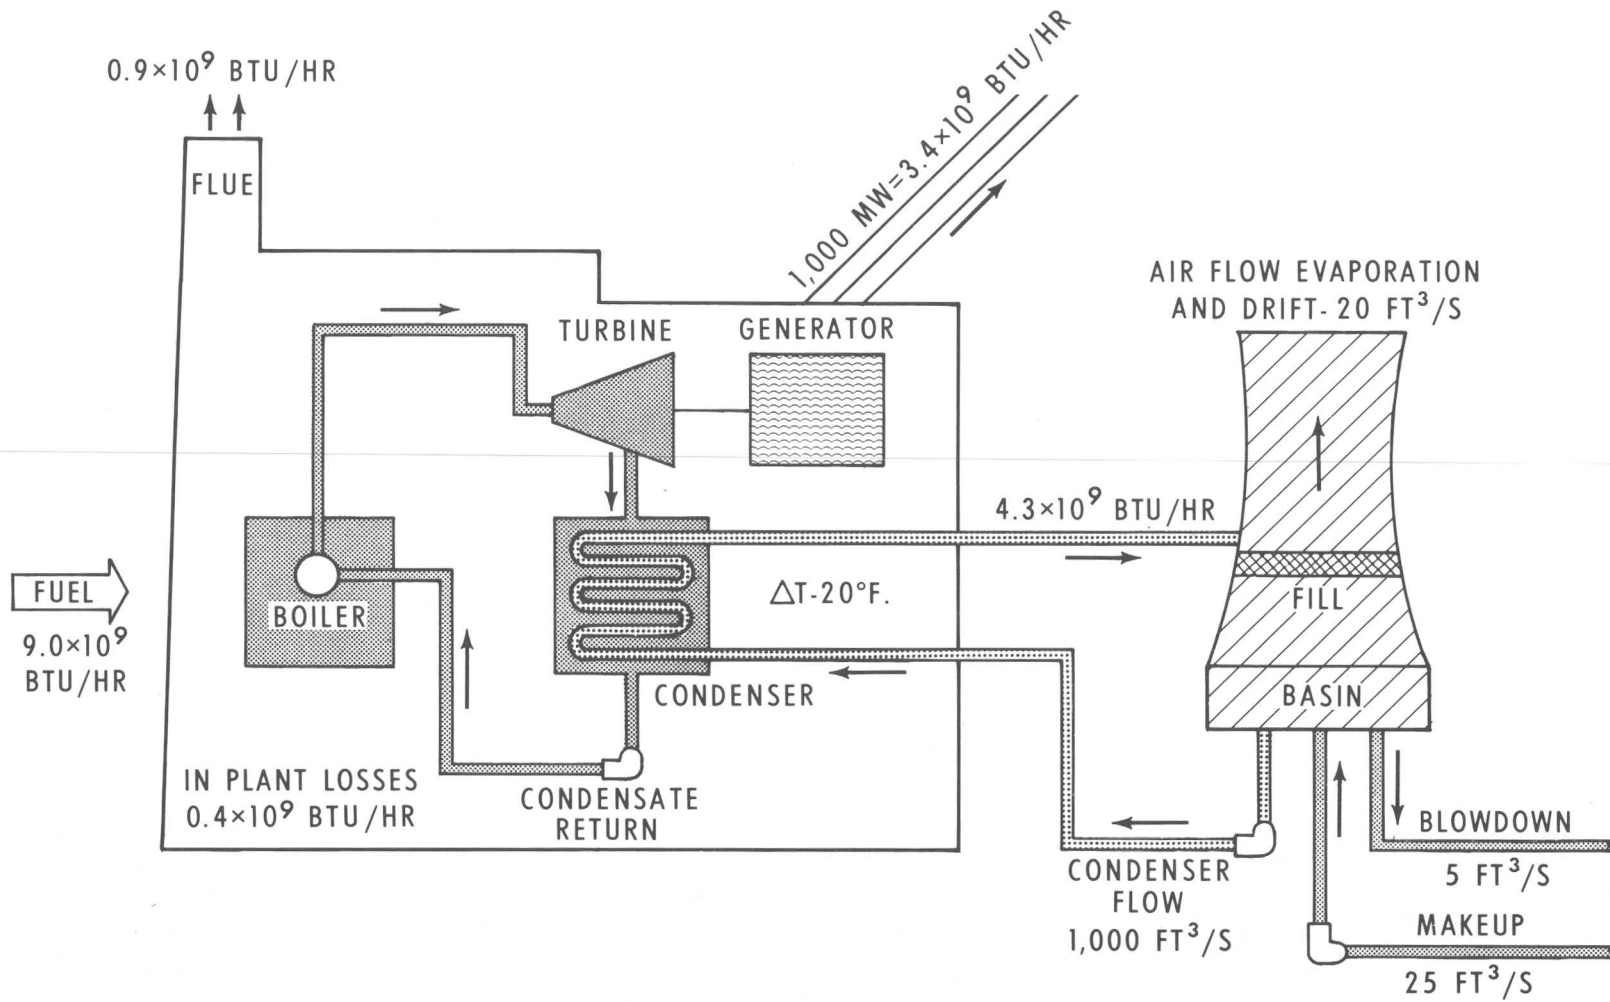 0.9×10⁹ BTU/HR
FLUE
1,000 MW=3.4×10⁹ BTU/HR
AIR FLOW EVAPORATION
AND DRIFT-20 FT³/S
TURBINE
GENERATOR
4.3×10⁹ BTU/HR
FUEL
9.0×10⁹
BTU/HR
BOILER
ΔT-20°F.
FILL
CONDENSER
BASIN
IN PLANT LOSSES
0.4×10⁹ BTU/HR
CONDENSATE
RETURN
CONDENSER
FLOW
1,000 FT³/S
BLOWDOWN
5 FT³/S
MAKEUP
25 FT³/S